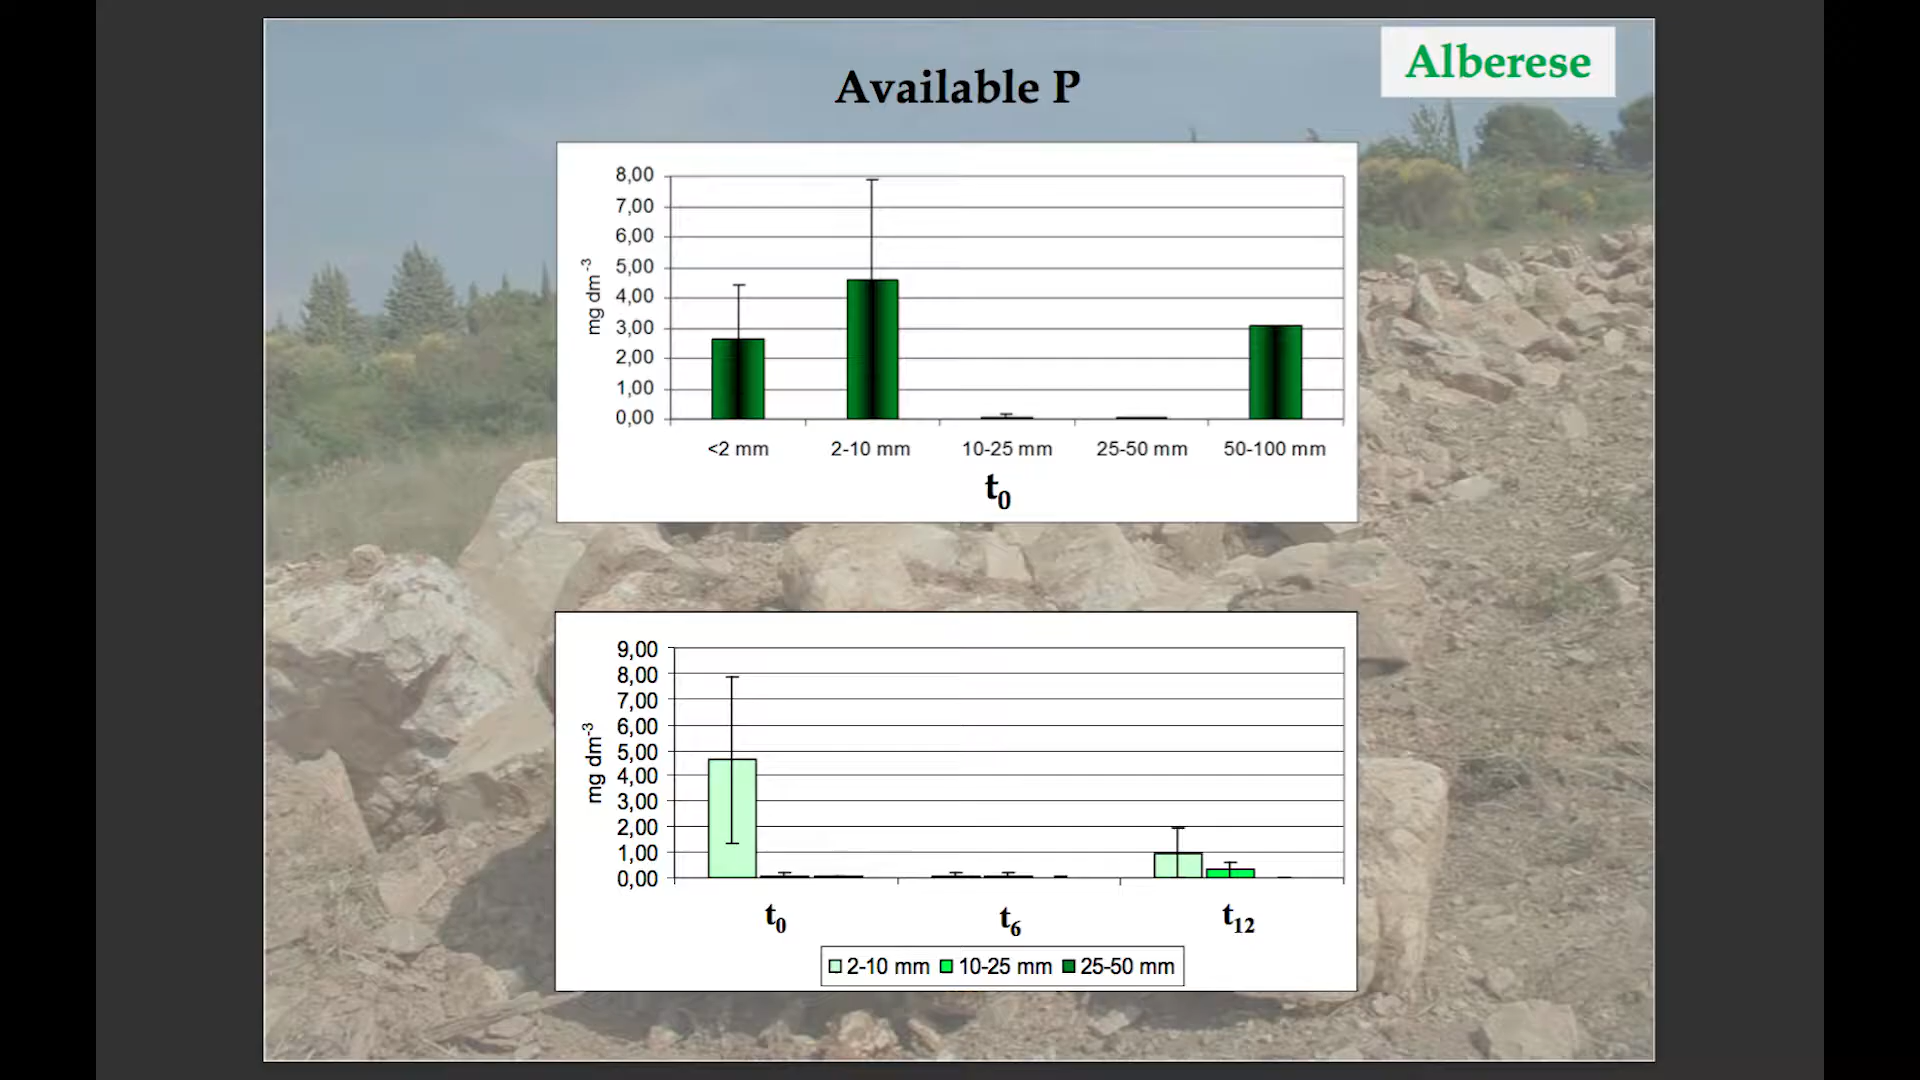 Alberese
Available P
8,00
7,00
6,00
5,00
4,00
3,00
2,00
1,00
0,00
mg dm⁻³
<2 mm 2-10 mm 10-25 mm 25-50 mm 50-100 mm
t₀
9,00
8,00
7,00
6,00
5,00
4,00
3,00
2,00
1,00
0,00
mg dm⁻³
t₀ t₆ t₁₂
2-10 mm 10-25 mm 25-50 mm